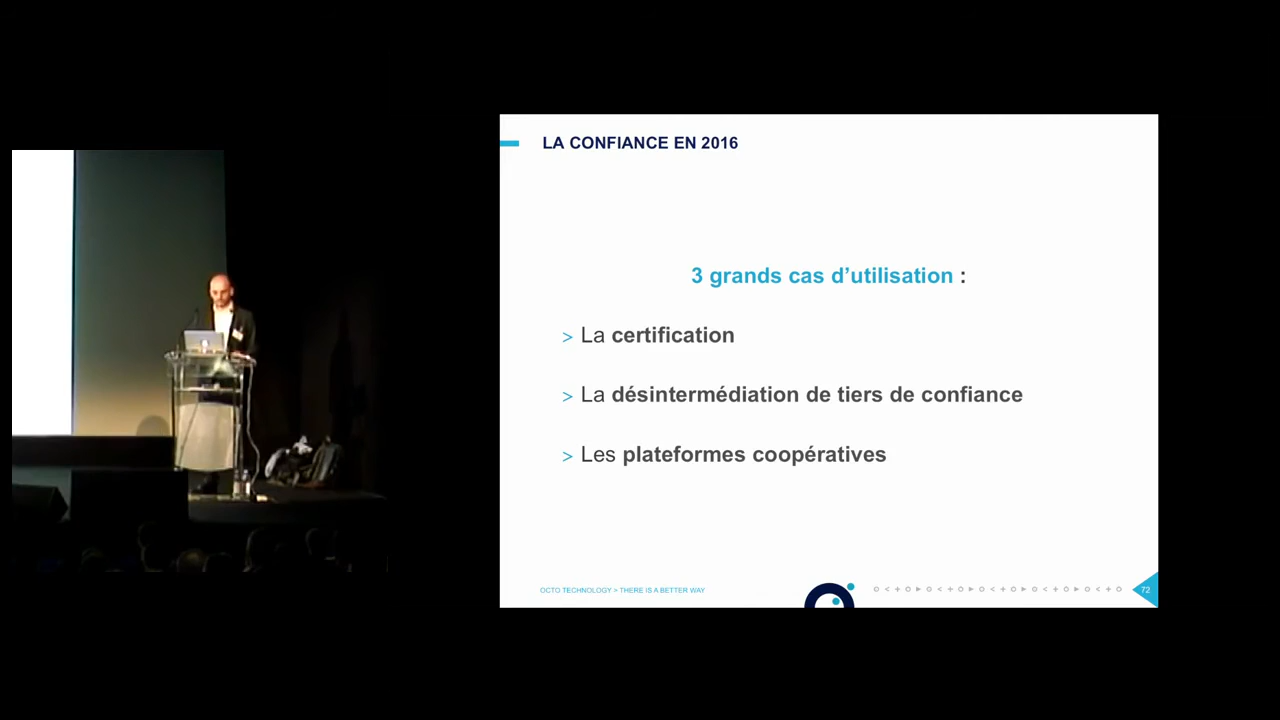 LA CONFIANCE EN 2016
3 grands cas d’utilisation :
> La certification
> La désintermédiation de tiers de confiance
> Les plateformes coopératives
OCTO TECHNOLOGY > THERE IS A BETTER WAY
72